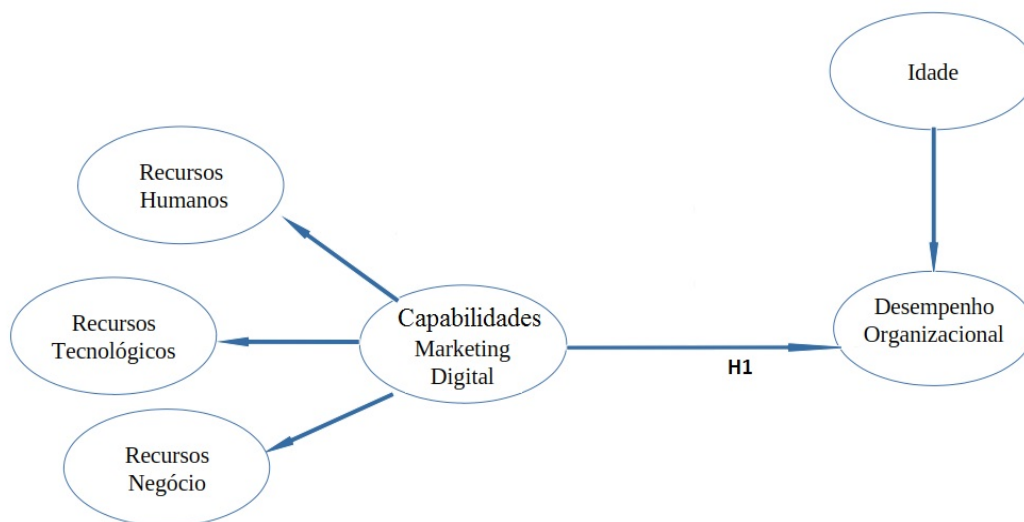 Idade
Recursos
Humanos
Recursos
Tecnológicos
Capabilidades
Marketing
Digital
H1
Desempenho
Organizacional
Recursos
Negócio